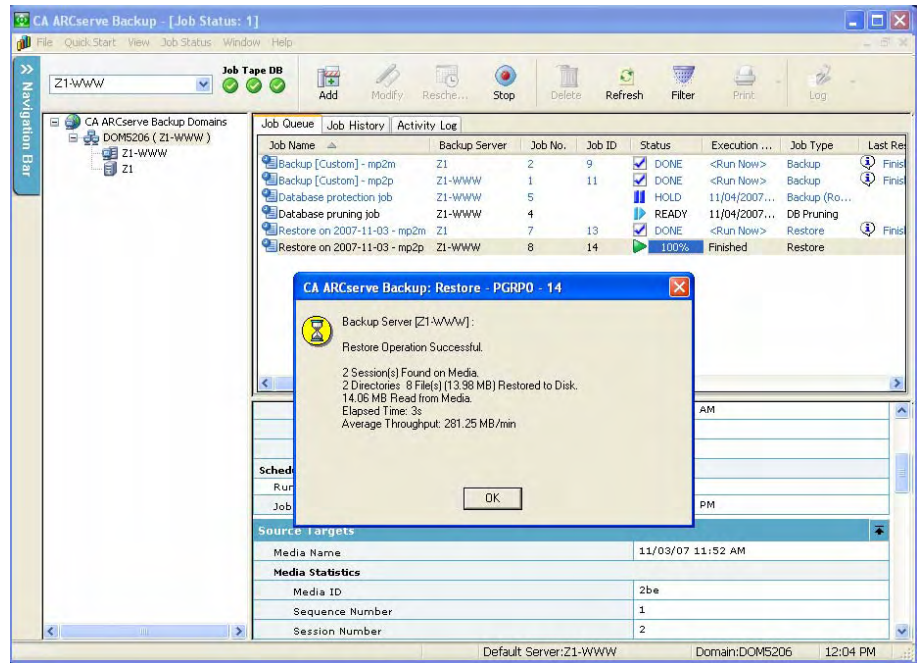 CA ARCserve Backup - [Job Status: 1]
File Quick Start View Job Status Window Help
Navigation Bar
Z1-WWW
Job Tape DB
Add Modify Resche... Stop Delete Refresh Filter Print Log
CA ARCserve Backup Domains
DOM5206 ( Z1-WWW )
Z1-WWW
Z1
Job Queue Job History Activity Log
Job Name Backup Server Job No. Job ID Status Execution ... Job Type Last Res
Backup [Custom] - mp2m Z1 2 9 DONE <Run Now> Backup Finish
Backup [Custom] - mp2p Z1-WWW 1 11 DONE <Run Now> Backup Finish
Database protection job Z1-WWW 5 HOLD 11/04/2007... Backup (Ro...
Database pruning job Z1-WWW 4 READY 11/04/2007... DB Pruning
Restore on 2007-11-03 - mp2m Z1 7 13 DONE <Run Now> Restore Finish
Restore on 2007-11-03 - mp2p Z1-WWW 8 14 100% Finished Restore
CA ARCserve Backup: Restore - PGRP0 - 14
Backup Server [Z1-WWW] :
Restore Operation Successful.
2 Session(s) Found on Media.
2 Directories 8 File(s) (13.98 MB) Restored to Disk.
14.06 MB Read from Media.
Elapsed Time: 3s
Average Throughput: 281.25 MB/min
OK
AM
Sched
Run
Job PM
Source Targets
Media Name 11/03/07 11:52 AM
Media Statistics
Media ID 2be
Sequence Number 1
Session Number 2
Default Server:Z1-WWW Domain:DOM5206 12:04 PM